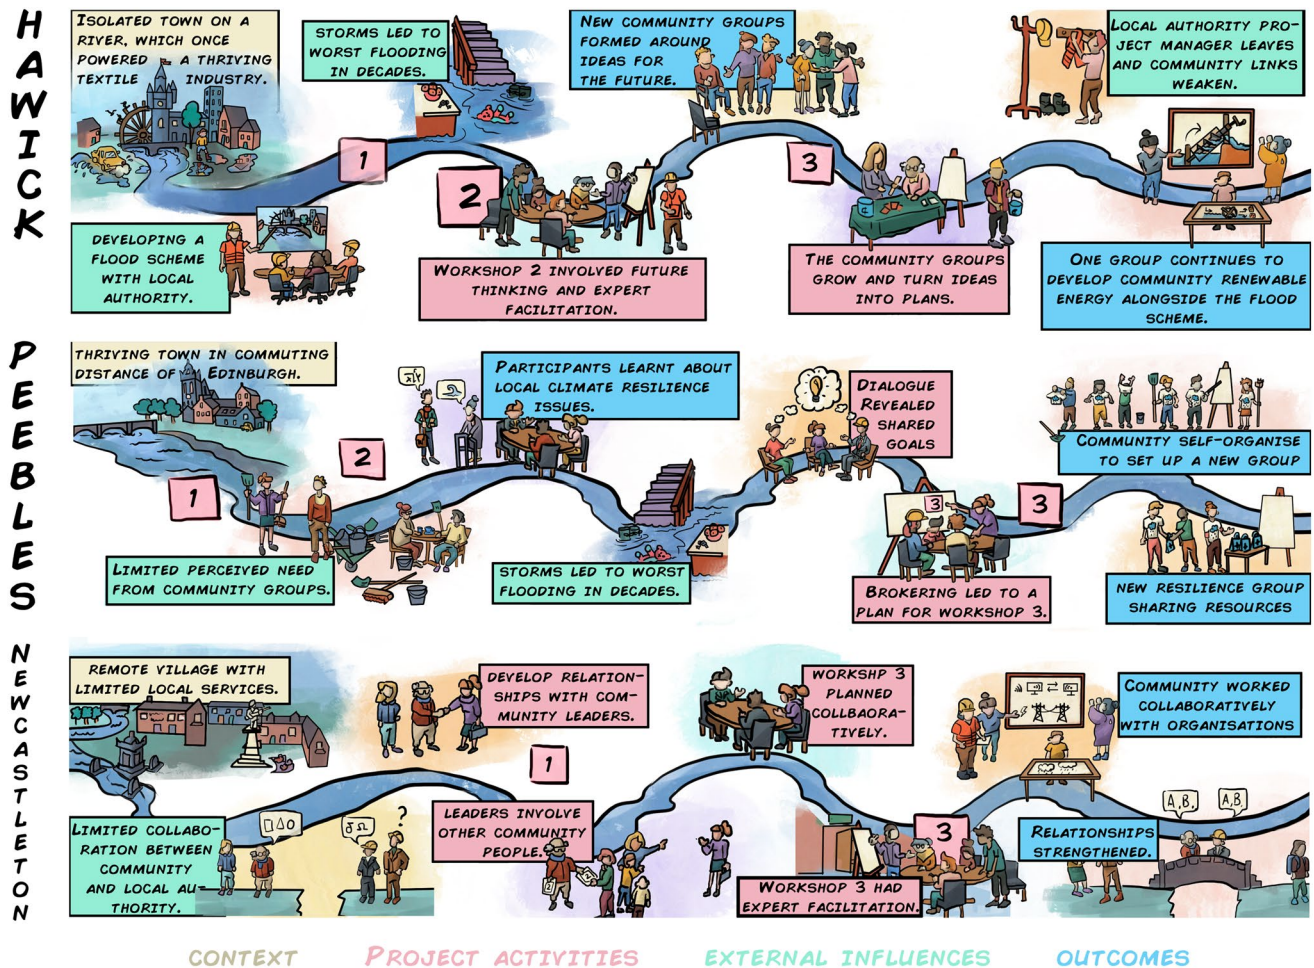 HAWICK
ISOLATED TOWN ON A
RIVER, WHICH ONCE
POWERED A THRIVING
TEXTILE INDUSTRY.
STORMS LED TO
WORST FLOODING
IN DECADES.
NEW COMMUNITY GROUPS
FORMED AROUND
IDEAS FOR
THE FUTURE.
LOCAL AUTHORITY PRO-
JECT MANAGER LEAVES
AND COMMUNITY LINKS
WEAKEN.
1
2
3
DEVELOPING A
FLOOD SCHEME
WITH LOCAL
AUTHORITY.
WORKSHOP 2 INVOLVED FUTURE
THINKING AND EXPERT
FACILITATION.
THE COMMUNITY GROUPS
GROW AND TURN IDEAS
INTO PLANS.
ONE GROUP CONTINUES TO
DEVELOP COMMUNITY RENEWABLE
ENERGY ALONGSIDE THE FLOOD
SCHEME.
PEEBLES
THRIVING TOWN IN COMMUTING
DISTANCE OF EDINBURGH.
PARTICIPANTS LEARNT ABOUT
LOCAL CLIMATE RESILIENCE
ISSUES.
DIALOGUE
REVEALED
SHARED
GOALS
COMMUNITY SELF-ORGANISE
TO SET UP A NEW GROUP
1
2
3
3
LIMITED PERCEIVED NEED
FROM COMMUNITY GROUPS.
STORMS LED TO WORST
FLOODING IN DECADES.
BROKERING LED TO A
PLAN FOR WORKSHOP 3.
NEW RESILIENCE GROUP
SHARING RESOURCES
NEWCASTLETON
REMOTE VILLAGE WITH
LIMITED LOCAL SERVICES.
DEVELOP RELATION-
SHIPS WITH COM-
MUNITY LEADERS.
WORKSHP 3
PLANNED
COLLBAORA-
TIVELY.
COMMUNITY WORKED
COLLABORATIVELY
WITH ORGANISATIONS
1
LIMITED COLLABO-
RATION BETWEEN
COMMUNITY
AND LOCAL AU-
THORITY.
?
LEADERS INVOLVE
OTHER COMMUNITY
PEOPLE.
3
WORKSHOP 3 HAD
EXPERT FACILITATION.
RELATIONSHIPS
STRENGTHENED.
A, B,
A, B,
CONTEXT
PROJECT ACTIVITIES
EXTERNAL INFLUENCES
OUTCOMES